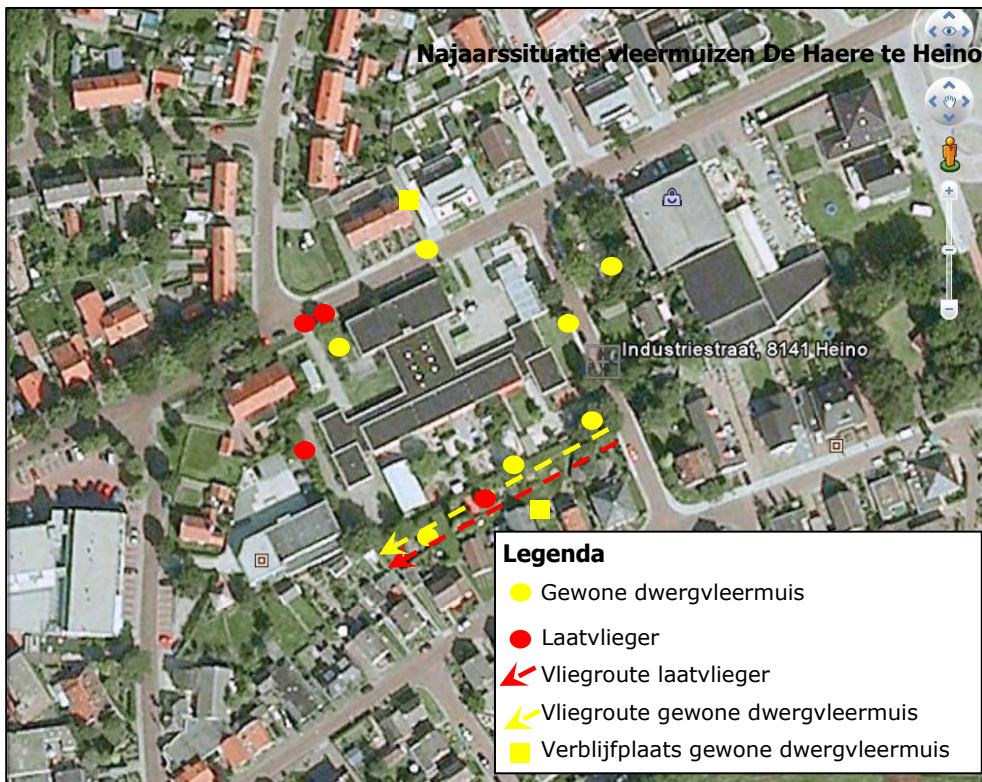 Najaarssituatie vleermuizen De Haere te Heino
Industriestraat, 8141 Heino
Legenda
Gewone dwergvleermuis
Laatvlieger
Vliegroute laatvlieger
Vliegroute gewone dwergvleermuis
Verblijfplaats gewone dwergvleermuis